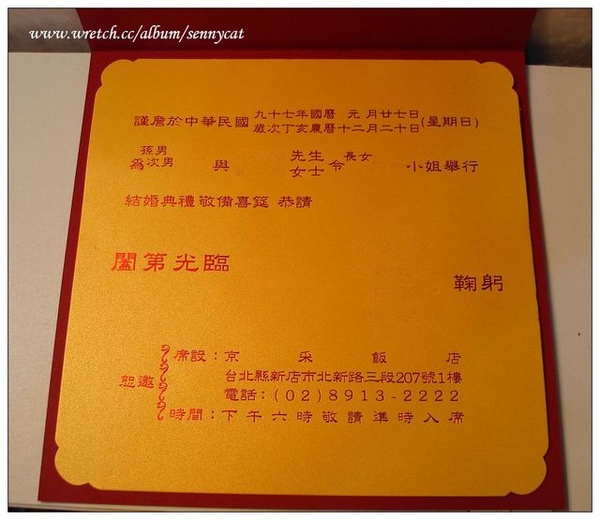 www.wretch.cc/album/sennycat
謹詹於中華民國九十七年國曆 元 月廿七日(星期日)
歲次丁亥農曆十二月二十日
孫男 先生 長女
為次男 與 女士 令 小姐舉行
結婚典禮 敬備喜筵 恭請
闔第光臨
鞠躬
席設：京采飯店
恕邀 台北縣新店市北新路三段207號1樓
電話：(02)8913-2222
時間：下午六時敬請準時入席